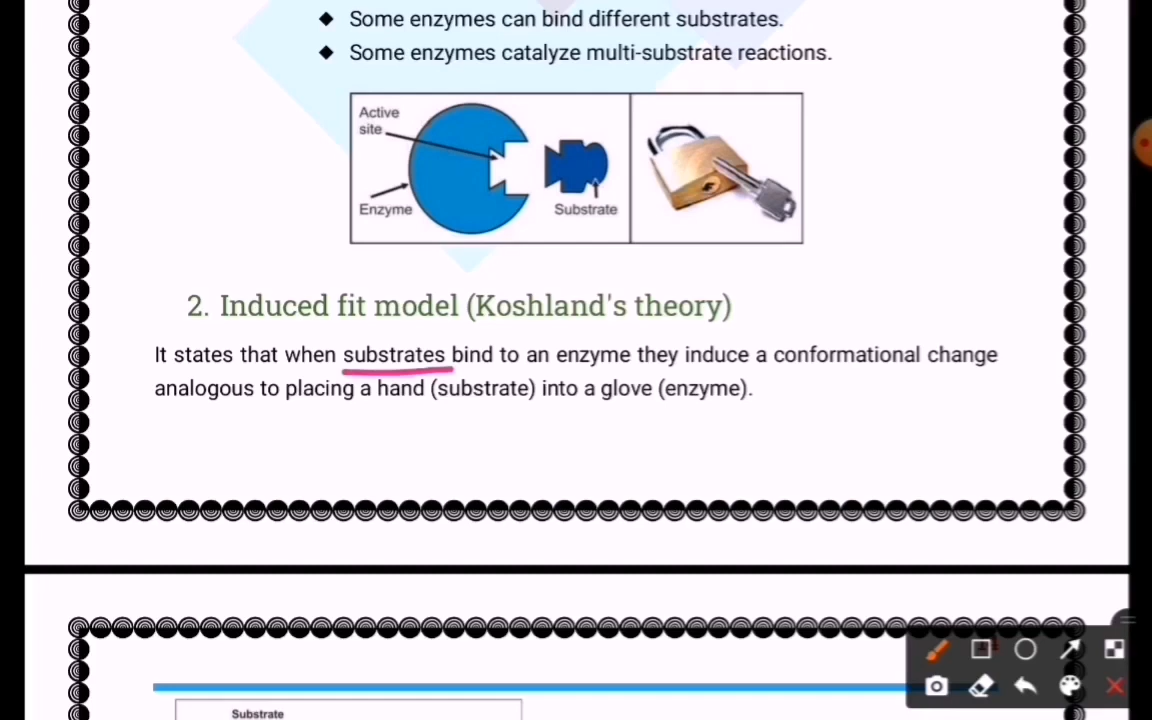 ◆ Some enzymes can bind different substrates.
◆ Some enzymes catalyze multi-substrate reactions.
Active
site
Enzyme
Substrate
2. Induced fit model (Koshland's theory)
It states that when substrates bind to an enzyme they induce a conformational change
analogous to placing a hand (substrate) into a glove (enzyme).
Substrate